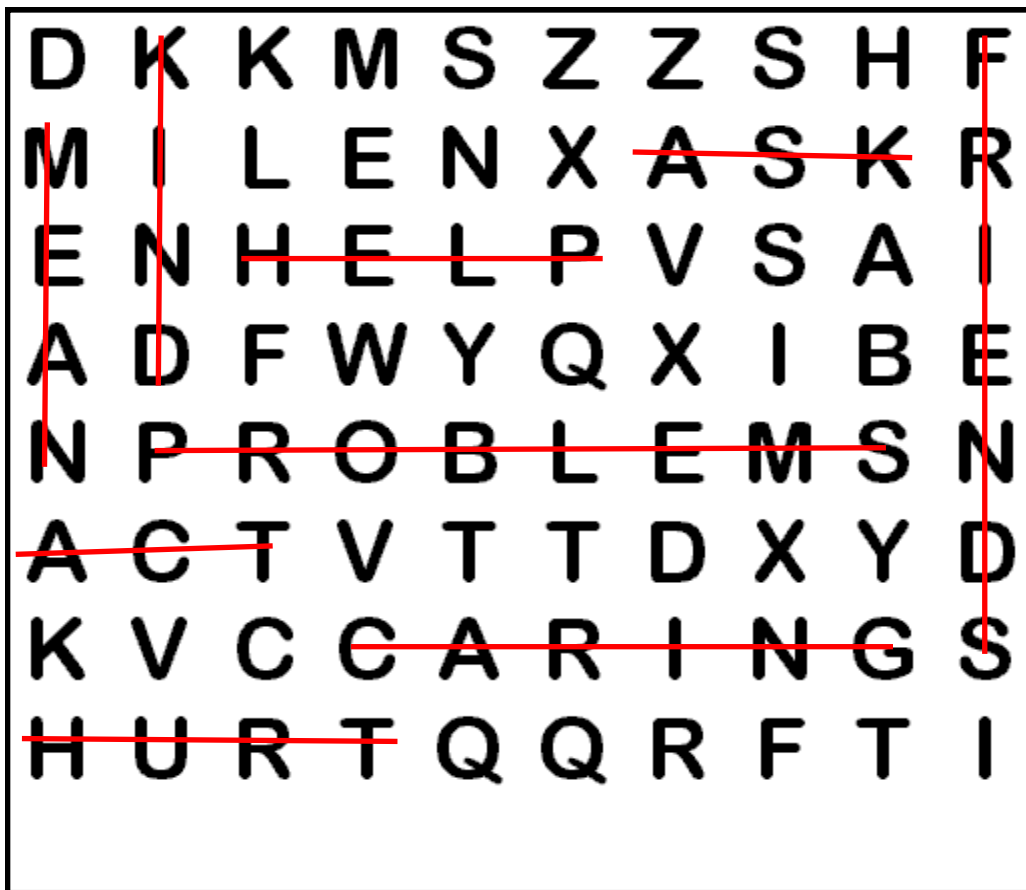 D K K M S Z Z S H F
M I L E N X A S K R
E N H E L P V S A I
A D F W Y Q X I B E
N P R O B L E M S N
A C T V T T D X Y D
K V C C A R I N G S
H U R T Q Q R F T I